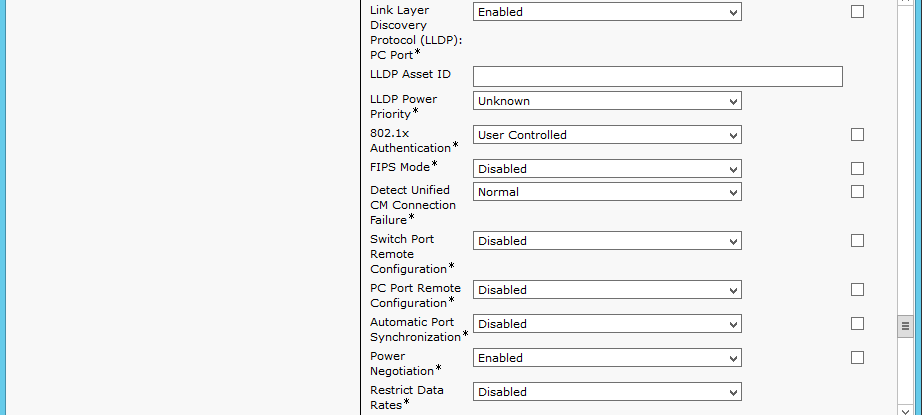 Link Layer Enabled
Discovery
Protocol (LLDP):
PC Port*
LLDP Asset ID
LLDP Power Unknown
Priority*
802.1x User Controlled
Authentication*
FIPS Mode* Disabled
Detect Unified Normal
CM Connection
Failure*
Switch Port Disabled
Remote
Configuration*
PC Port Remote Disabled
Configuration*
Automatic Port Disabled
Synchronization*
Power Enabled
Negotiation*
Restrict Data Disabled
Rates*